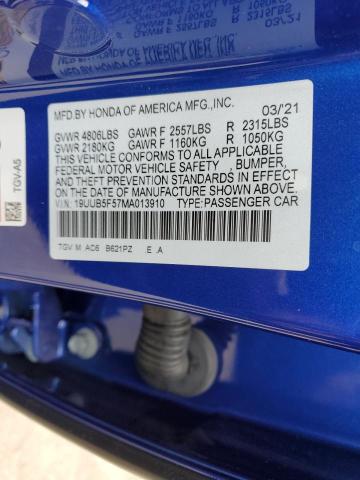 MFD.BY HONDA OF AMERICA MFG.,INC. 03/21
GVWR 4806LBS GAWR F 2557LBS R 2315LBS
GVWR 2180KG GAWR F 1160KG R 1050KG
THIS VEHICLE CONFORMS TO ALL APPLICABLE
FEDERAL MOTOR VEHICLE SAFETY, BUMPER,
AND THEFT PREVENTION STANDARDS IN EFFECT ON
THE DATE OF MANUFACTURE SHOWN ABOVE.
V.I.N: 19UUB5F57MA013910 TYPE:PASSENGER CAR
TGV M AD6 B621PZ E A
TGV-A5